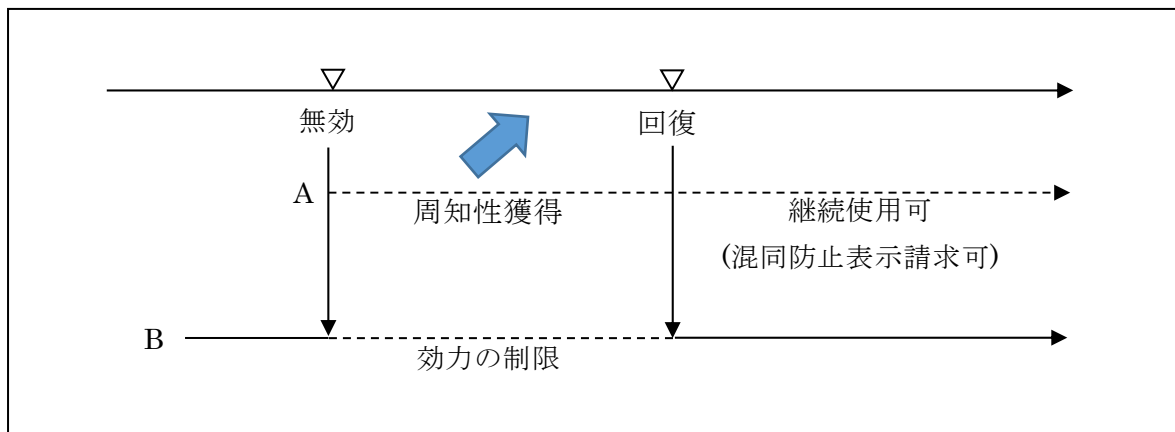 無効
回復
A
周知性獲得
継続使用可
(混同防止表示請求可)
B
効力の制限